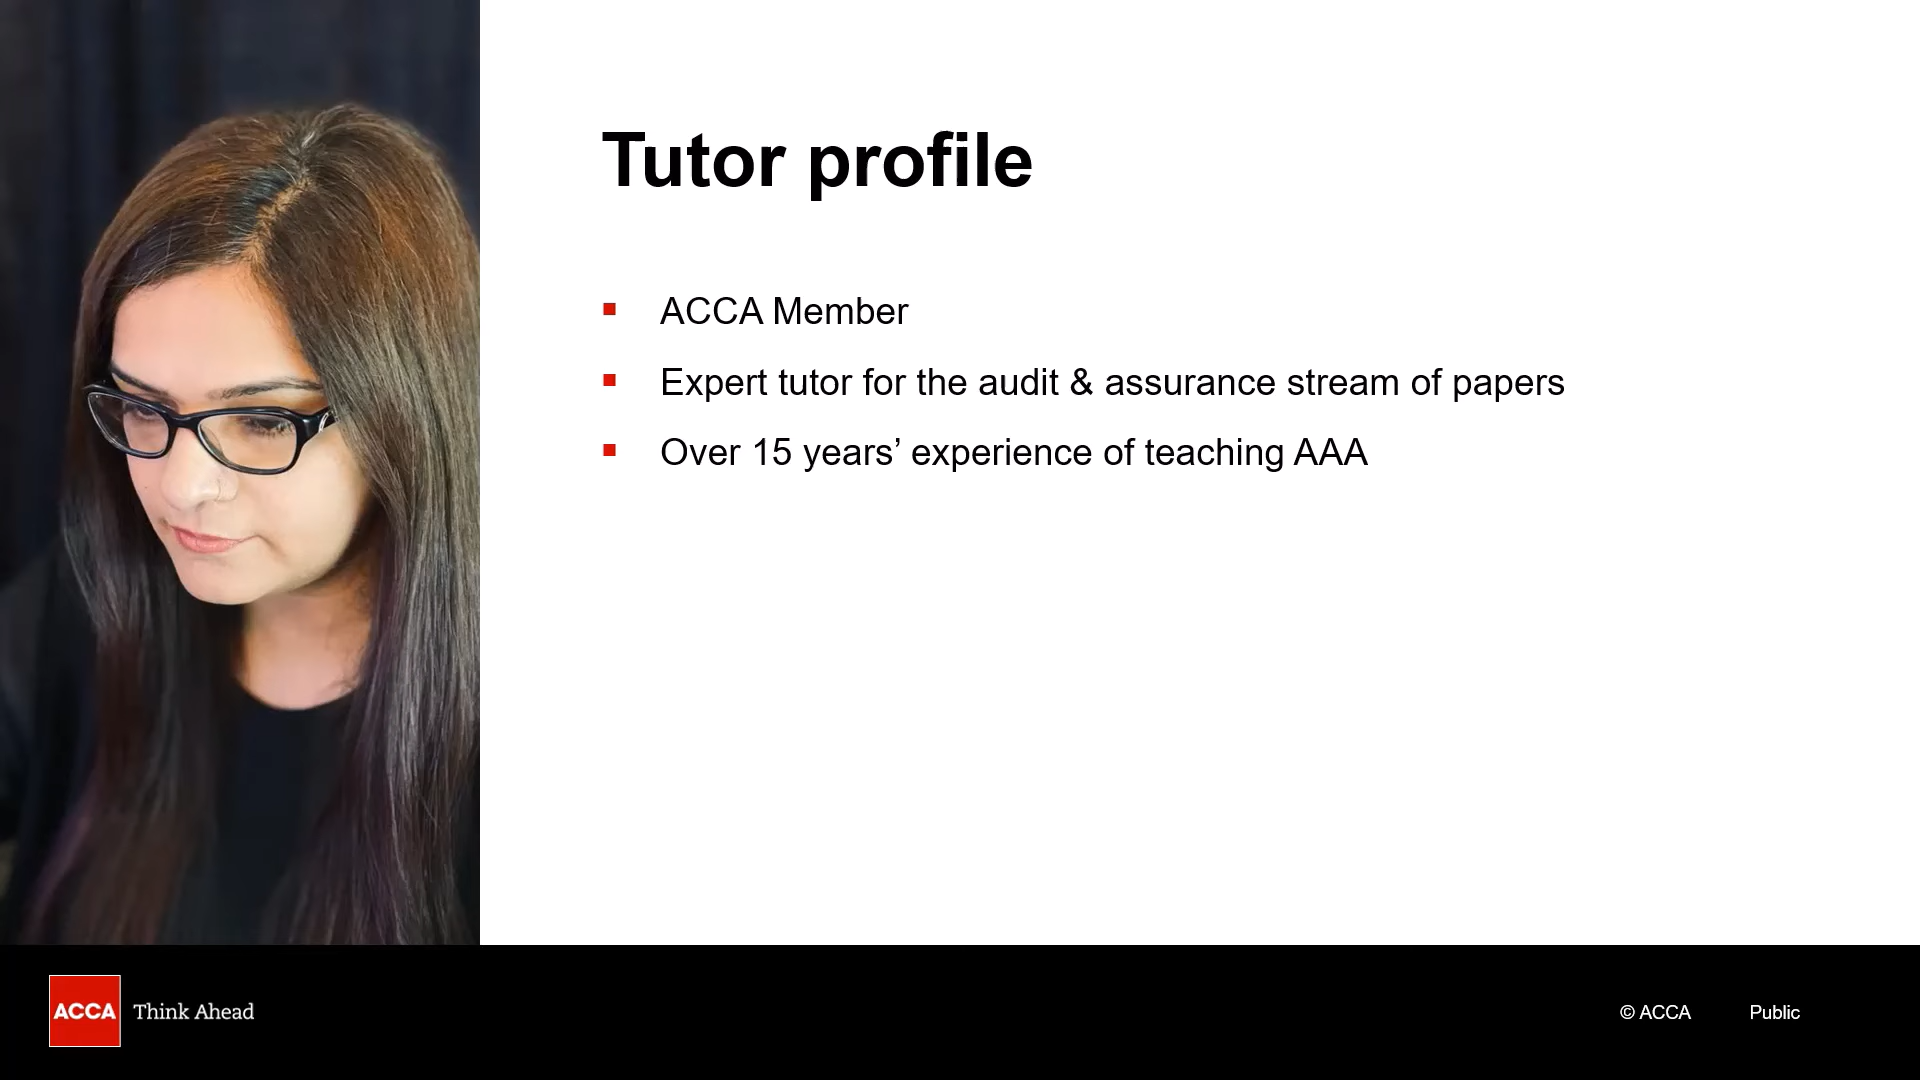 Tutor profile
ACCA Member
Expert tutor for the audit & assurance stream of papers
Over 15 years’ experience of teaching AAA
ACCA Think Ahead
© ACCA Public